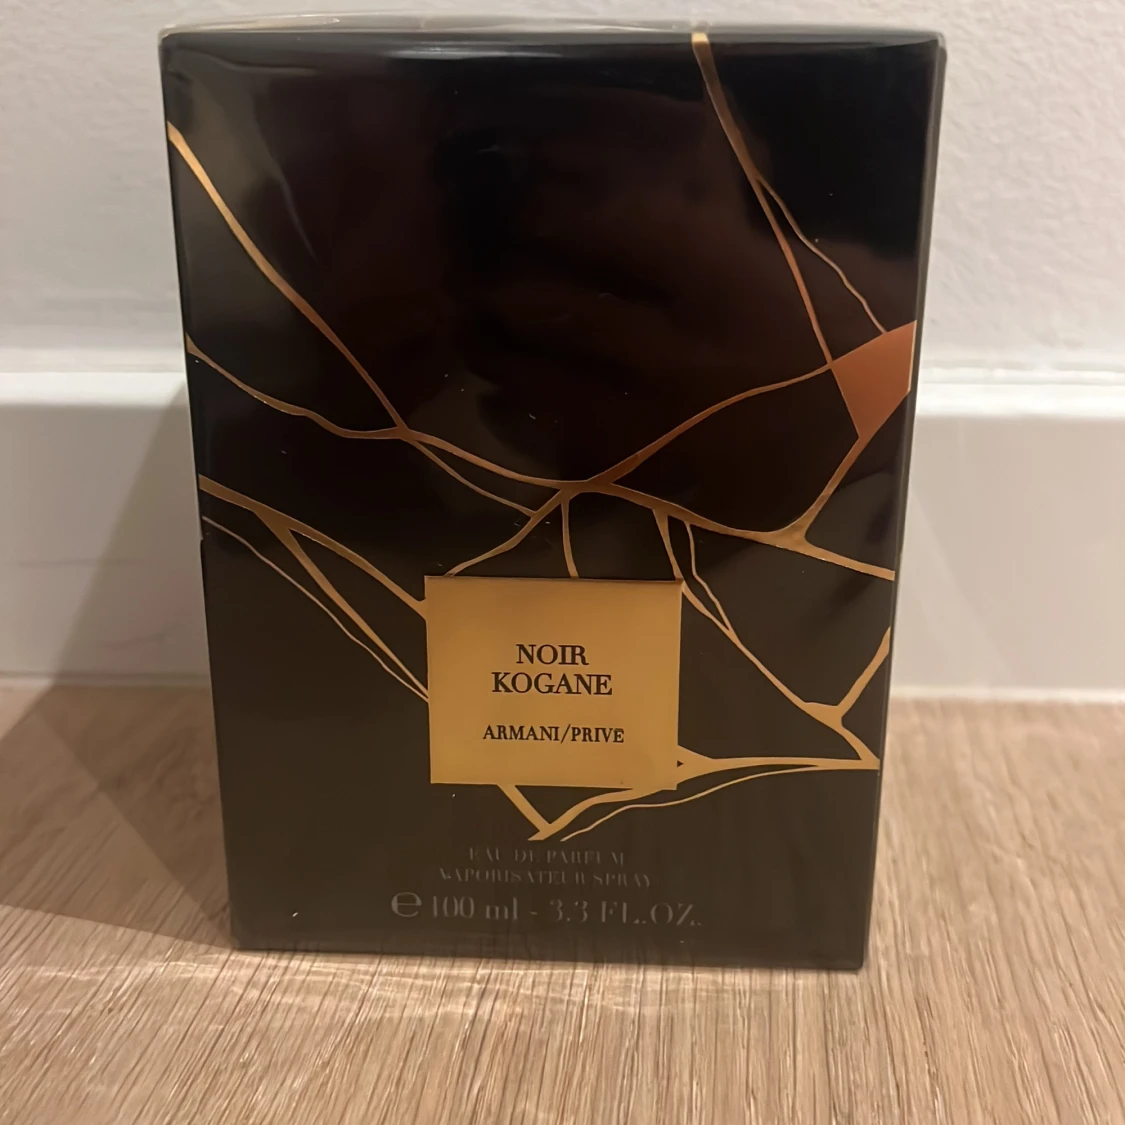 NOIR
KOGANE
ARMANI/PRIVE
EAU DE PARFUM
VAPORISATEUR SPRAY
℮ 100 ml - 3.3 FL.OZ.